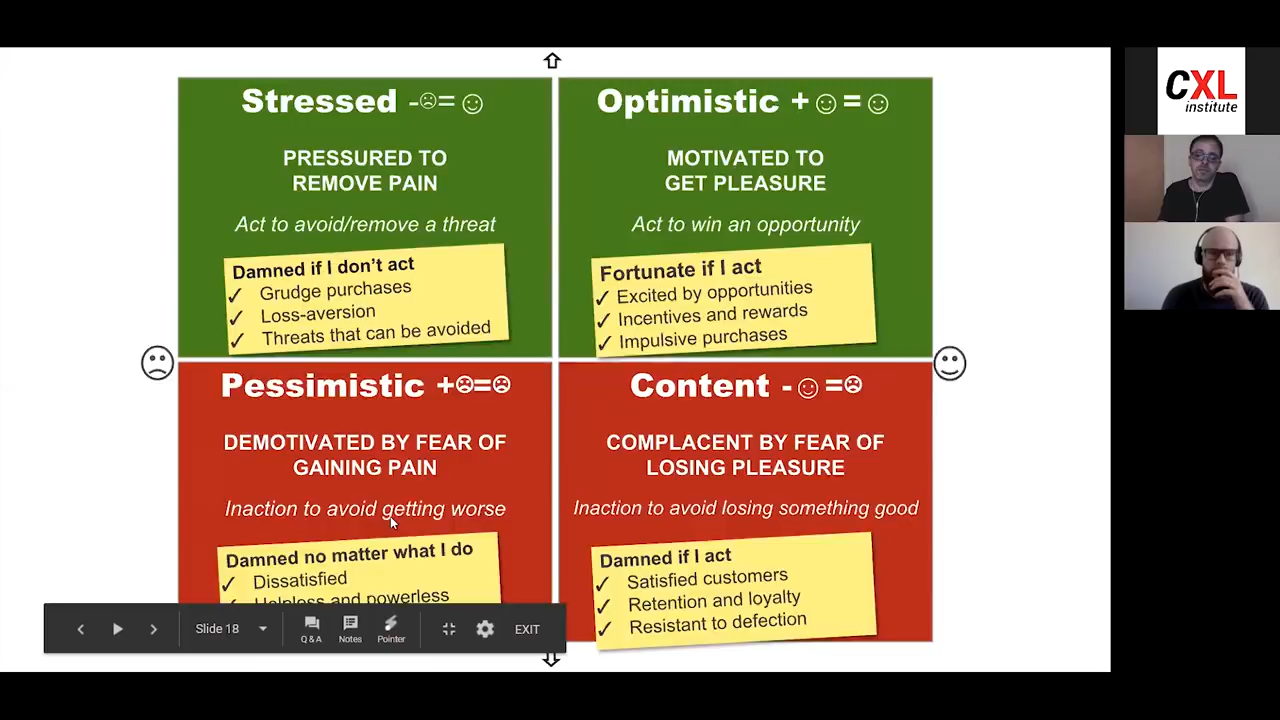 Stressed -☹=☺
PRESSURED TO
REMOVE PAIN
Act to avoid/remove a threat
Damned if I don't act
✓ Grudge purchases
✓ Loss-aversion
✓ Threats that can be avoided
Optimistic +☺=☺
MOTIVATED TO
GET PLEASURE
Act to win an opportunity
Fortunate if I act
✓ Excited by opportunities
✓ Incentives and rewards
✓ Impulsive purchases
Pessimistic +☹=☹
DEMOTIVATED BY FEAR OF
GAINING PAIN
Inaction to avoid getting worse
Damned no matter what I do
✓ Dissatisfied
✓ Helpless and powerless
Content -☺=☹
COMPLACENT BY FEAR OF
LOSING PLEASURE
Inaction to avoid losing something good
Damned if I act
✓ Satisfied customers
✓ Retention and loyalty
✓ Resistant to defection
Slide 18
Q & A
Notes
Pointer
EXIT
CXL
institute